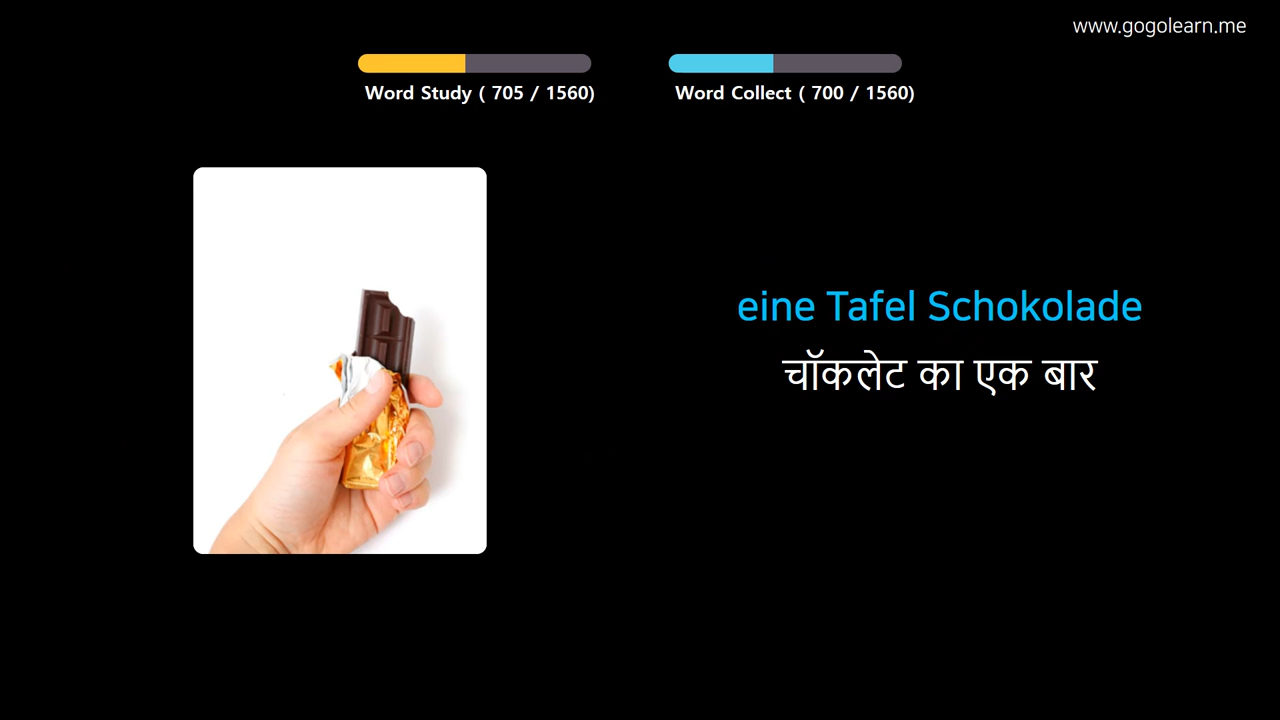 www.gogolearn.me
Word Study ( 705 / 1560)
Word Collect ( 700 / 1560)
eine Tafel Schokolade
चॉकलेट का एक बार